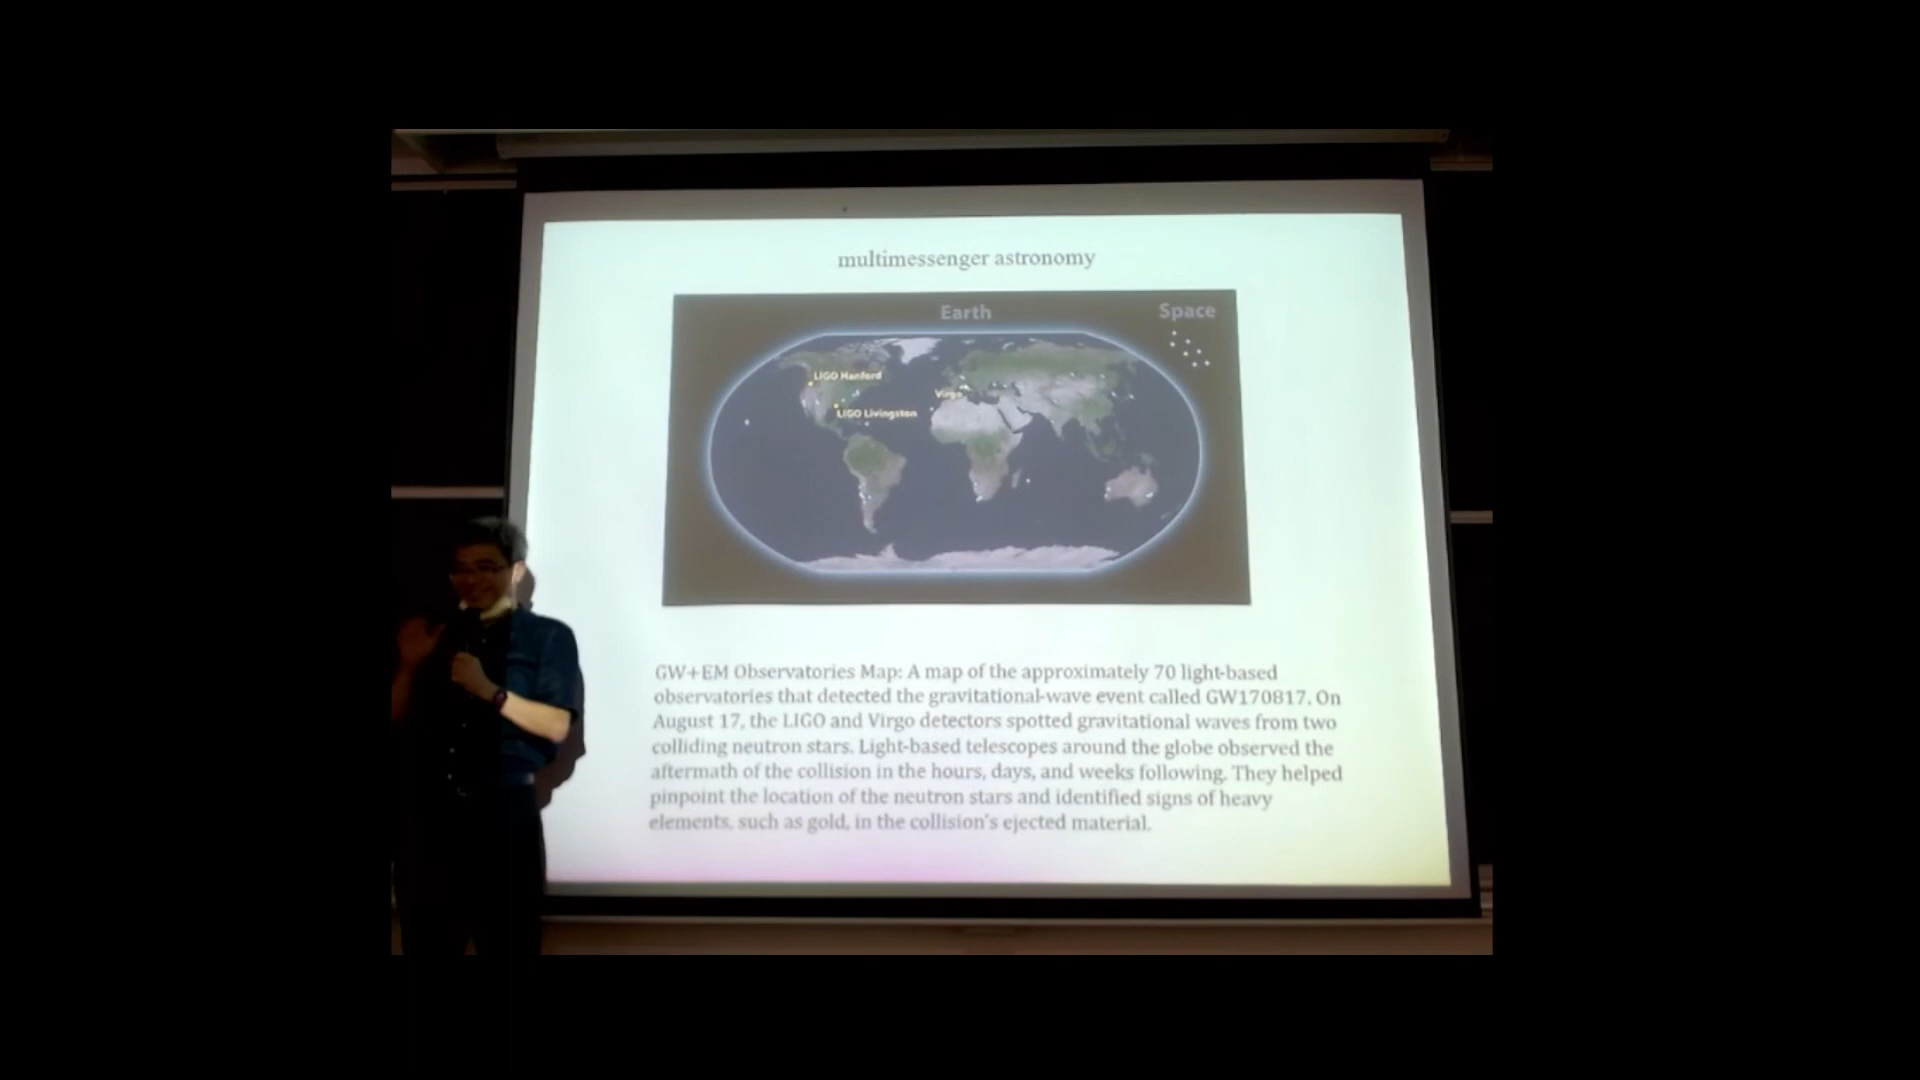 multimessenger astronomy
Earth
Space
LIGO Hanford
Virgo
LIGO Livingston
GW+EM Observatories Map: A map of the approximately 70 light-based
observatories that detected the gravitational-wave event called GW170817. On
August 17, the LIGO and Virgo detectors spotted gravitational waves from two
colliding neutron stars. Light-based telescopes around the globe observed the
aftermath of the collision in the hours, days, and weeks following. They helped
pinpoint the location of the neutron stars and identified signs of heavy
elements, such as gold, in the collision's ejected material.